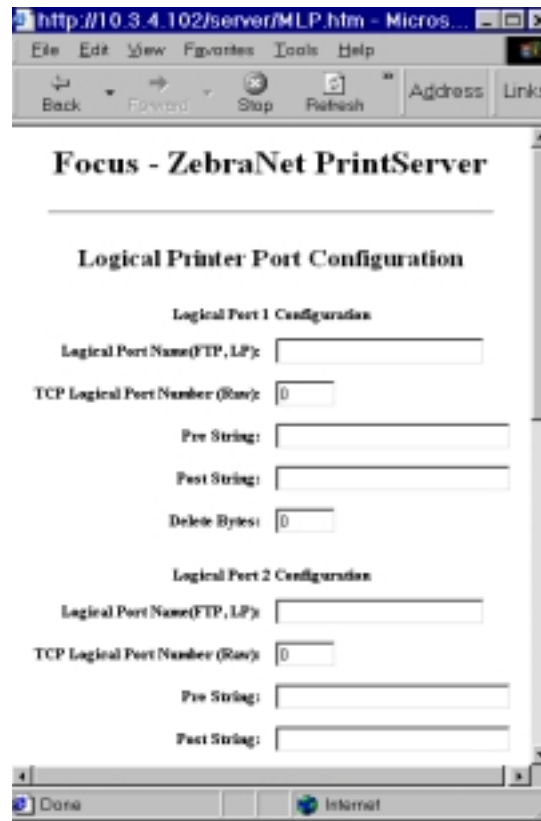 http://10.3.4.102/server/MLP.htm - Micros...
File Edit View Favorites Tools Help
Back Forward Stop Refresh » Address Links
Focus - ZebraNet PrintServer
Logical Printer Port Configuration
Logical Port 1 Configuration
Logical Port Name(FTP, LP):
TCP Logical Port Number (Raw): 0
Pre String:
Post String:
Delete Bytes: 0
Logical Port 2 Configuration
Logical Port Name(FTP, LP):
TCP Logical Port Number (Raw): 0
Pre String:
Post String:
Done Internet